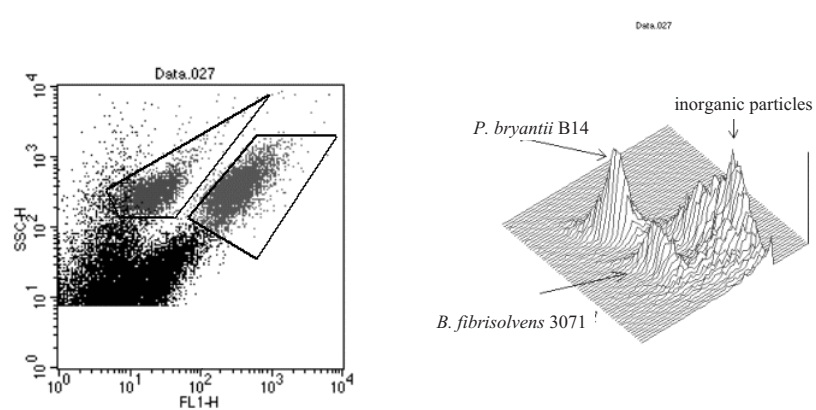 Data.027
Data.027
10^4
10^3
10^2
10^1
10^0
SSC-H
10^0 10^1 10^2 10^3 10^4
FL1-H
inorganic particles
P. bryantii B14
B. fibrisolvens 3071